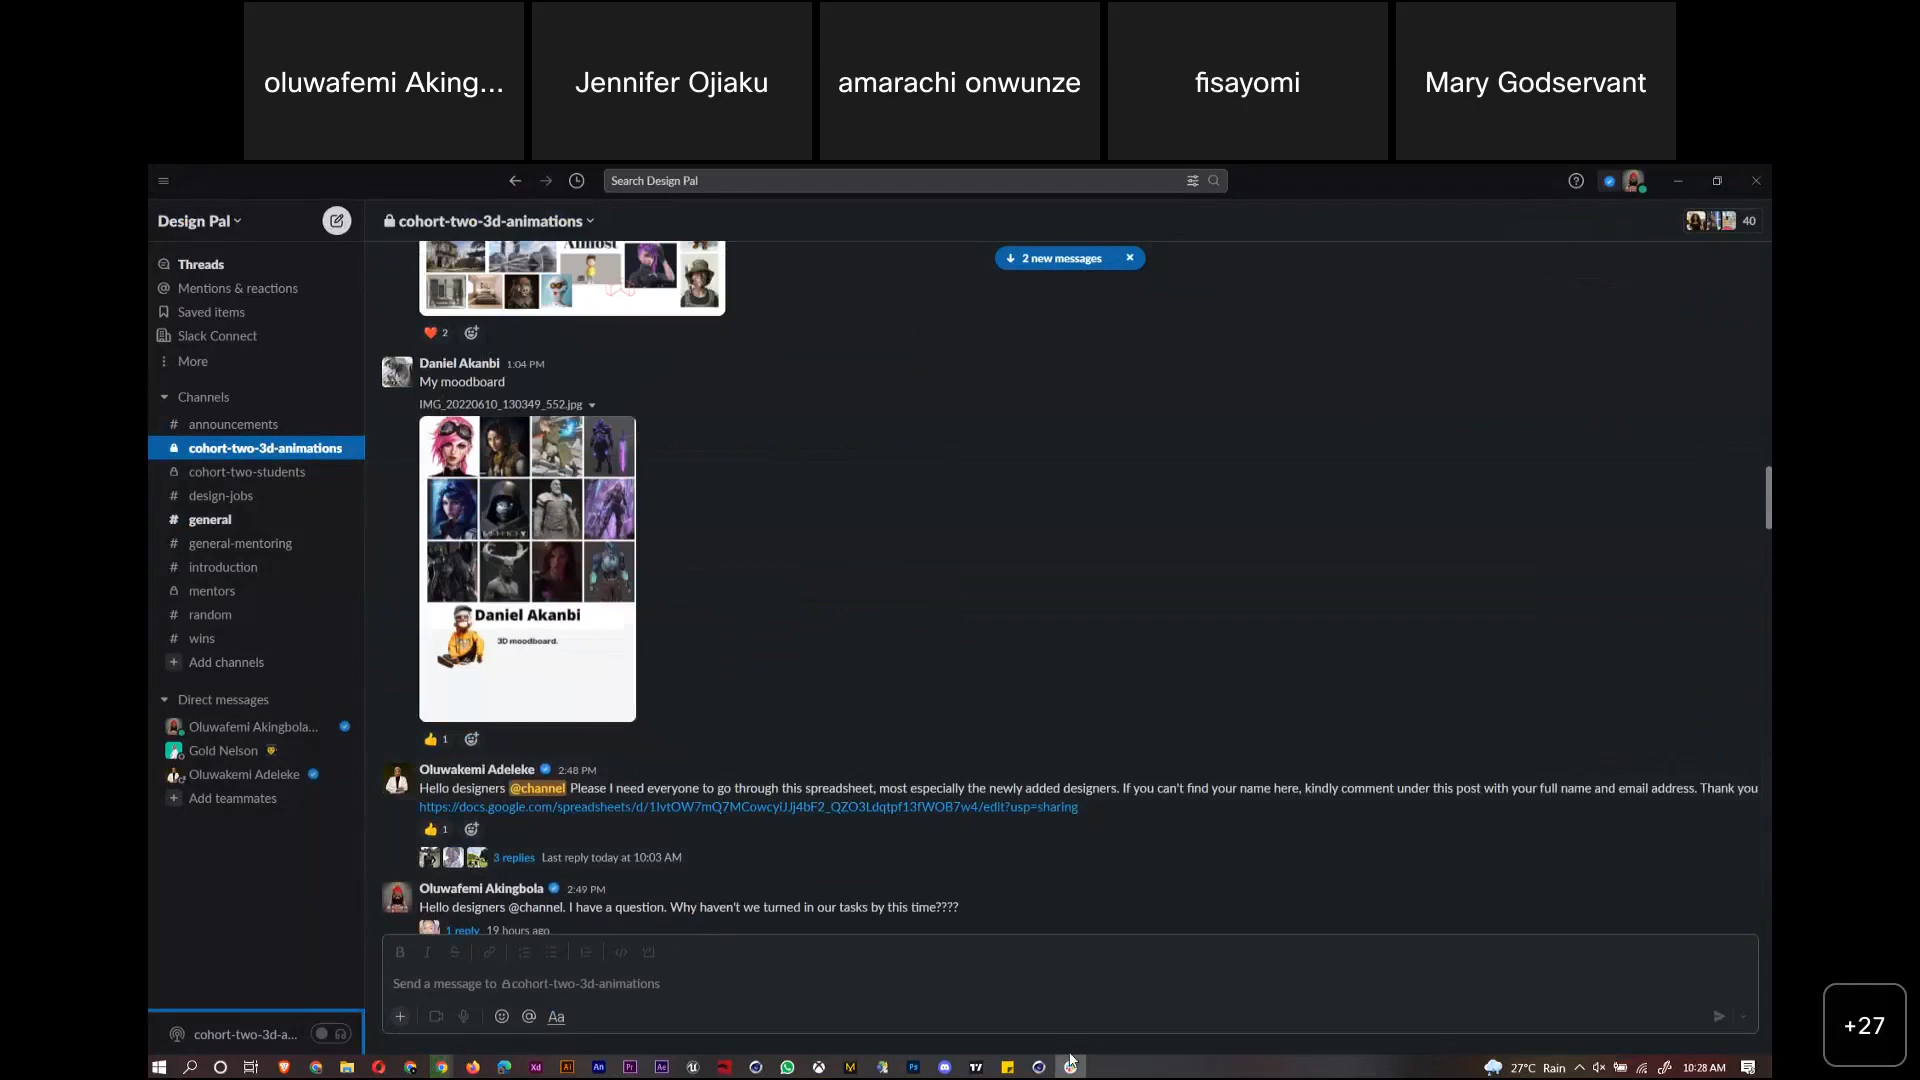 oluwafemi Aking...
Jennifer Ojiaku
amarachi onwunze
fisayomi
Mary Godservant
Search Design Pal
Design Pal
cohort-two-3d-animations
40
Threads
Mentions & reactions
Saved items
Slack Connect
More
Channels
# announcements
cohort-two-3d-animations
cohort-two-students
# design-jobs
# general
# general-mentoring
# introduction
mentors
# random
# wins
+ Add channels
Direct messages
Oluwafemi Akingbola...
Gold Nelson
Oluwakemi Adeleke
+ Add teammates
cohort-two-3d-a...
Almost
2 new messages
2
Daniel Akanbi 1:04 PM
My moodboard
IMG_20220610_130349_552.jpg
Daniel Akanbi
3D moodboard.
1
Oluwakemi Adeleke 2:48 PM
Hello designers @channel Please I need everyone to go through this spreadsheet, most especially the newly added designers. If you can't find your name here, kindly comment under this post with your full name and email address. Thank you
https://docs.google.com/spreadsheets/d/1IvtOW7mQ7MCowcyiJJj4bF2_QZO3Ldqtpf13fWOB7w4/edit?usp=sharing
1
3 replies Last reply today at 10:03 AM
Oluwafemi Akingbola 2:49 PM
Hello designers @channel. I have a question. Why haven't we turned in our tasks by this time????
1 reply 19 hours ago
Send a message to cohort-two-3d-animations
Aa
+27
27°C Rain
10:28 AM